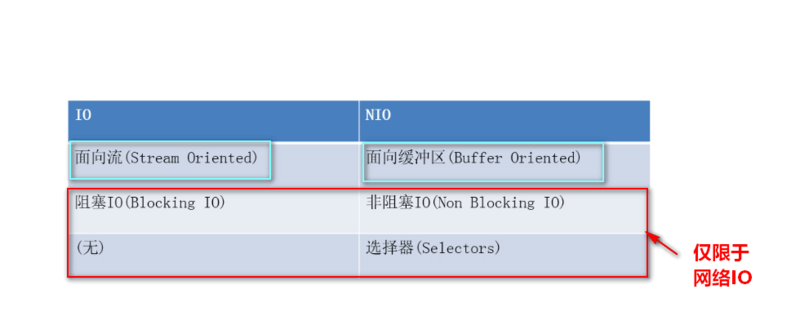 IO NIO
面向流(Stream Oriented) 面向缓冲区(Buffer Oriented)
阻塞IO(Blocking IO) 非阻塞IO(Non Blocking IO)
(无) 选择器(Selectors)
仅限于
网络IO